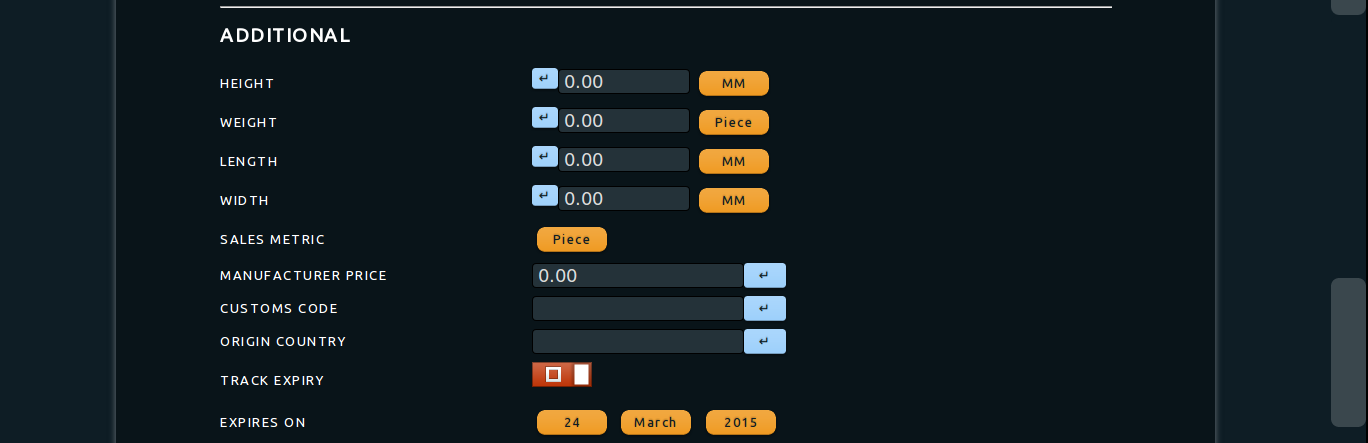 ADDITIONAL
HEIGHT ↵ 0.00 MM
WEIGHT ↵ 0.00 Piece
LENGTH ↵ 0.00 MM
WIDTH ↵ 0.00 MM
SALES METRIC Piece
MANUFACTURER PRICE 0.00 ↵
CUSTOMS CODE ↵
ORIGIN COUNTRY ↵
TRACK EXPIRY
EXPIRES ON 24 March 2015